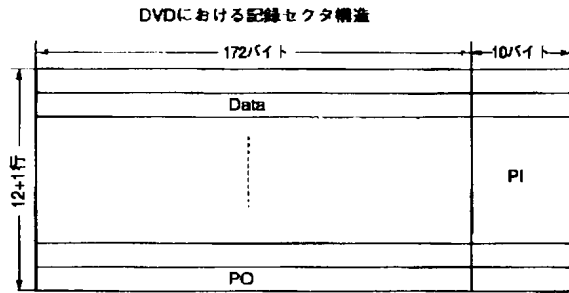 DVDにおける記録セクタ構造
172バイト
10バイト
Data
12+1行
PI
PO